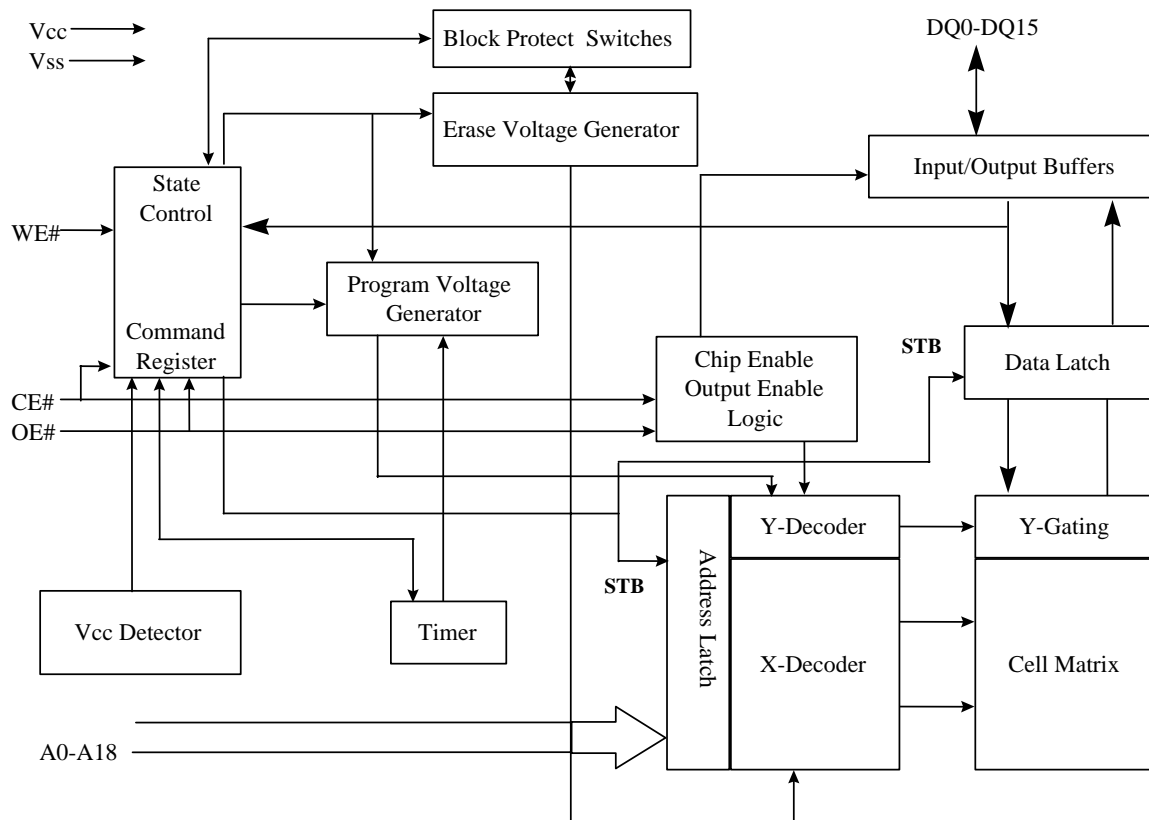 Vcc
Vss
Block Protect Switches
DQ0-DQ15
Erase Voltage Generator
Input/Output Buffers
State
Control
WE#
Program Voltage
Generator
Command
Register
STB
Data Latch
Chip Enable
Output Enable
Logic
CE#
OE#
Y-Decoder
Y-Gating
STB
Address Latch
Vcc Detector
Timer
X-Decoder
Cell Matrix
A0-A18